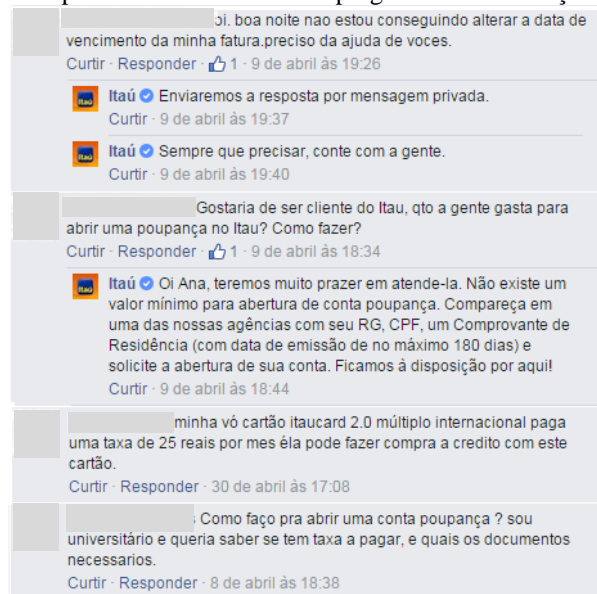 oi. boa noite nao estou conseguindo alterar a data de
vencimento da minha fatura.preciso da ajuda de voces.
Curtir · Responder · 1 · 9 de abril às 19:26
Itaú Enviaremos a resposta por mensagem privada.
Curtir · 9 de abril às 19:37
Itaú Sempre que precisar, conte com a gente.
Curtir · 9 de abril às 19:40
Gostaria de ser cliente do Itau, qto a gente gasta para
abrir uma poupança no Itau? Como fazer?
Curtir · Responder · 1 · 9 de abril às 18:34
Itaú Oi Ana, teremos muito prazer em atende-la. Não existe um
valor mínimo para abertura de conta poupança. Compareça em
uma das nossas agências com seu RG, CPF, um Comprovante de
Residência (com data de emissão de no máximo 180 dias) e
solicite a abertura de sua conta. Ficamos à disposição por aqui!
Curtir · 9 de abril às 18:44
minha vó cartão itaucard 2.0 múltiplo internacional paga
uma taxa de 25 reais por mes éla pode fazer compra a credito com este
cartão.
Curtir · Responder · 30 de abril às 17:08
Como faço pra abrir uma conta poupança ? sou
universitário e queria saber se tem taxa a pagar, e quais os documentos
necessarios.
Curtir · Responder · 8 de abril às 18:38